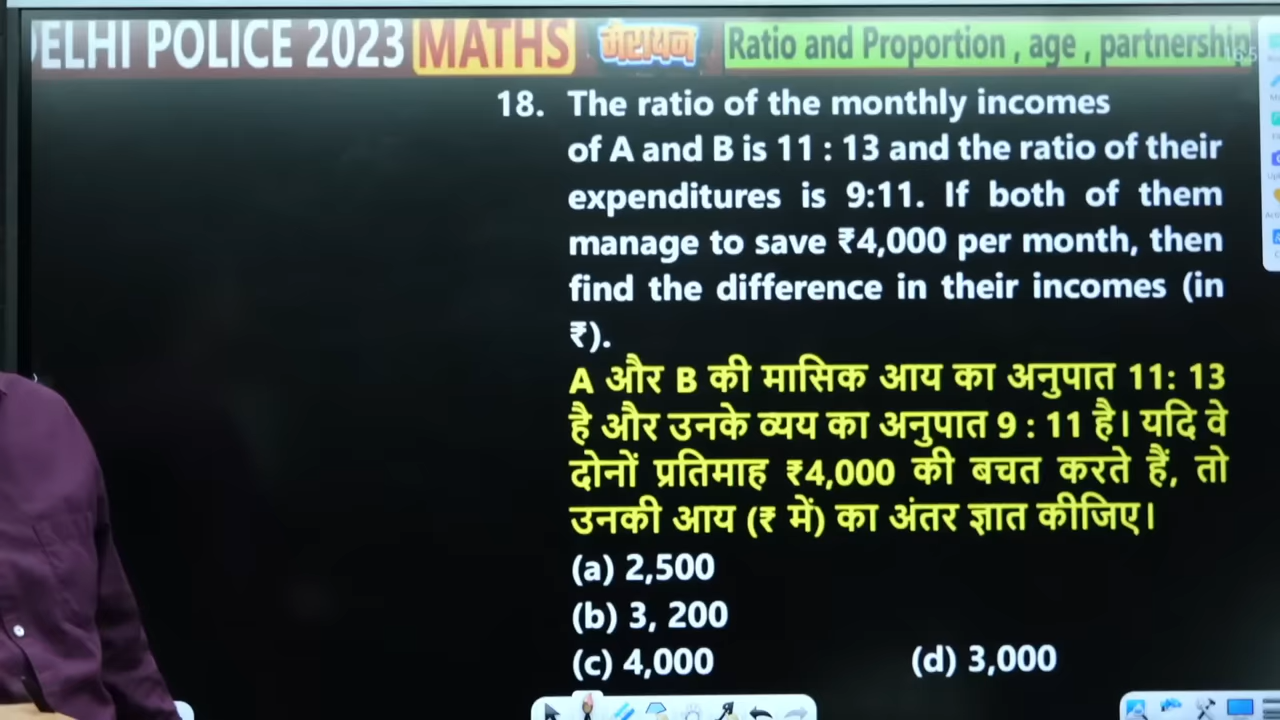 DELHI POLICE 2023 MATHS मैराथन Ratio and Proportion , age , partnership
18. The ratio of the monthly incomes
of A and B is 11 : 13 and the ratio of their
expenditures is 9:11. If both of them
manage to save ₹4,000 per month, then
find the difference in their incomes (in
₹).
A और B की मासिक आय का अनुपात 11: 13
है और उनके व्यय का अनुपात 9 : 11 है। यदि वे
दोनों प्रतिमाह ₹4,000 की बचत करते हैं, तो
उनकी आय (₹ में) का अंतर ज्ञात कीजिए।
(a) 2,500
(b) 3, 200
(c) 4,000 (d) 3,000